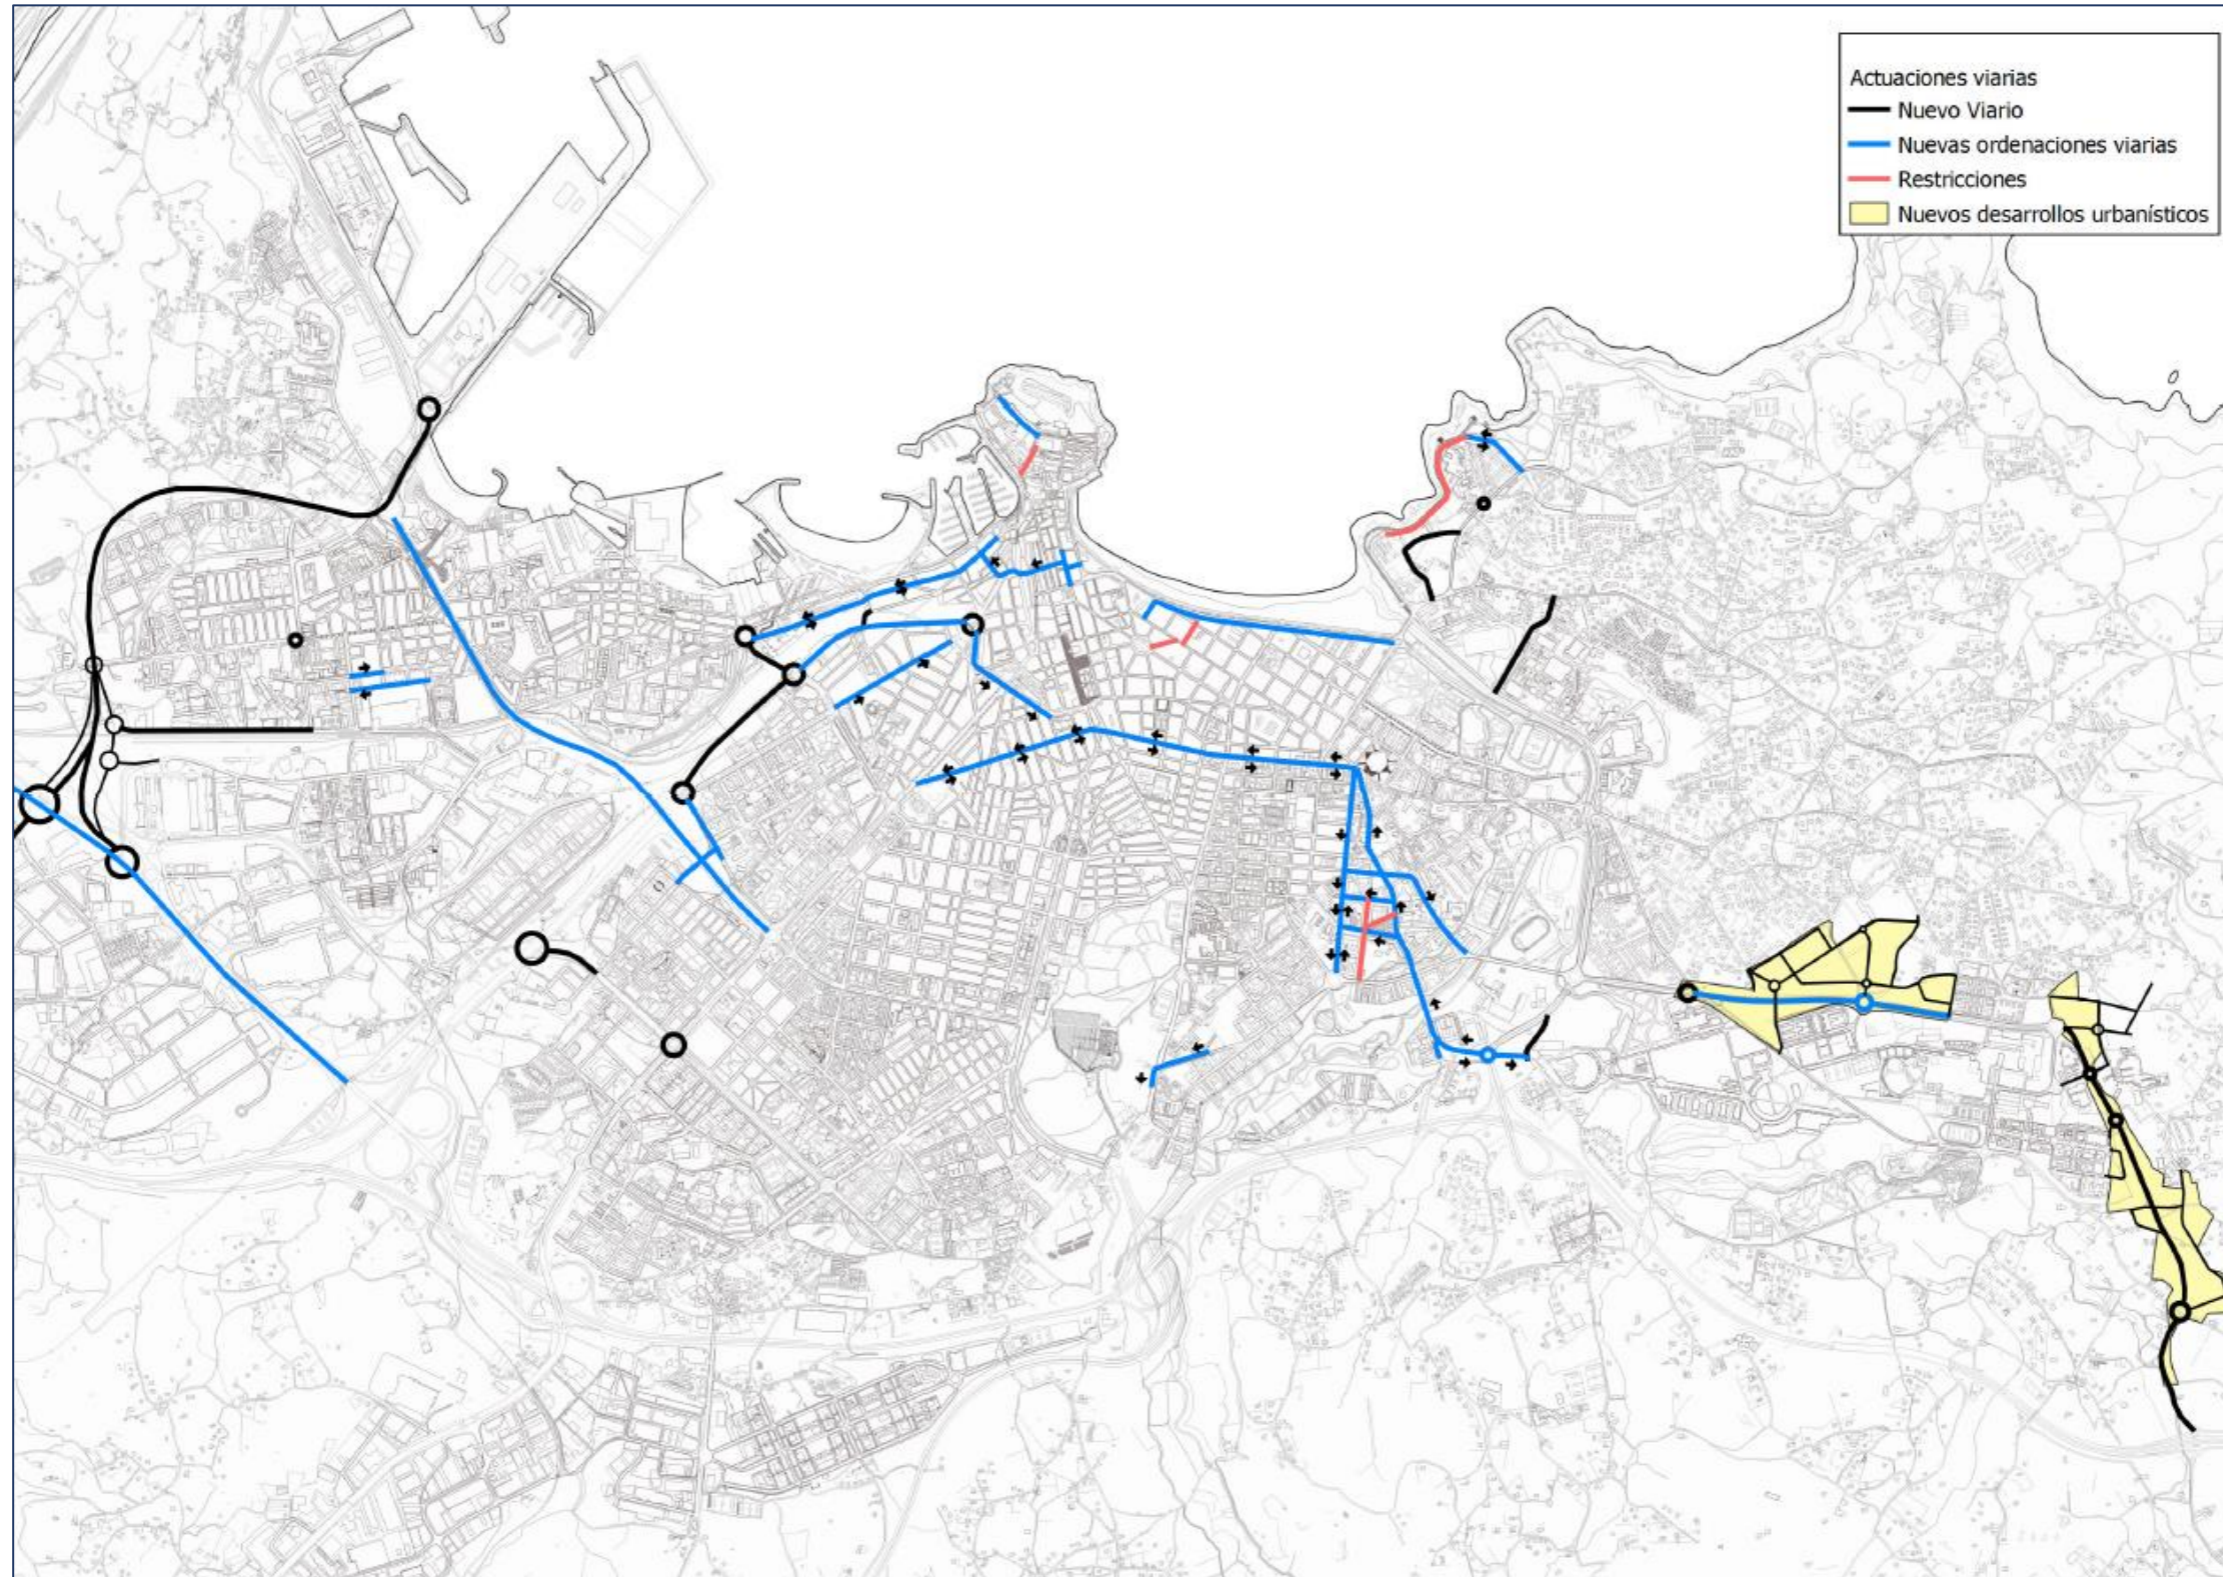 Actuaciones viarias
Nuevo Viario
Nuevas ordenaciones viarias
Restricciones
Nuevos desarrollos urbanísticos